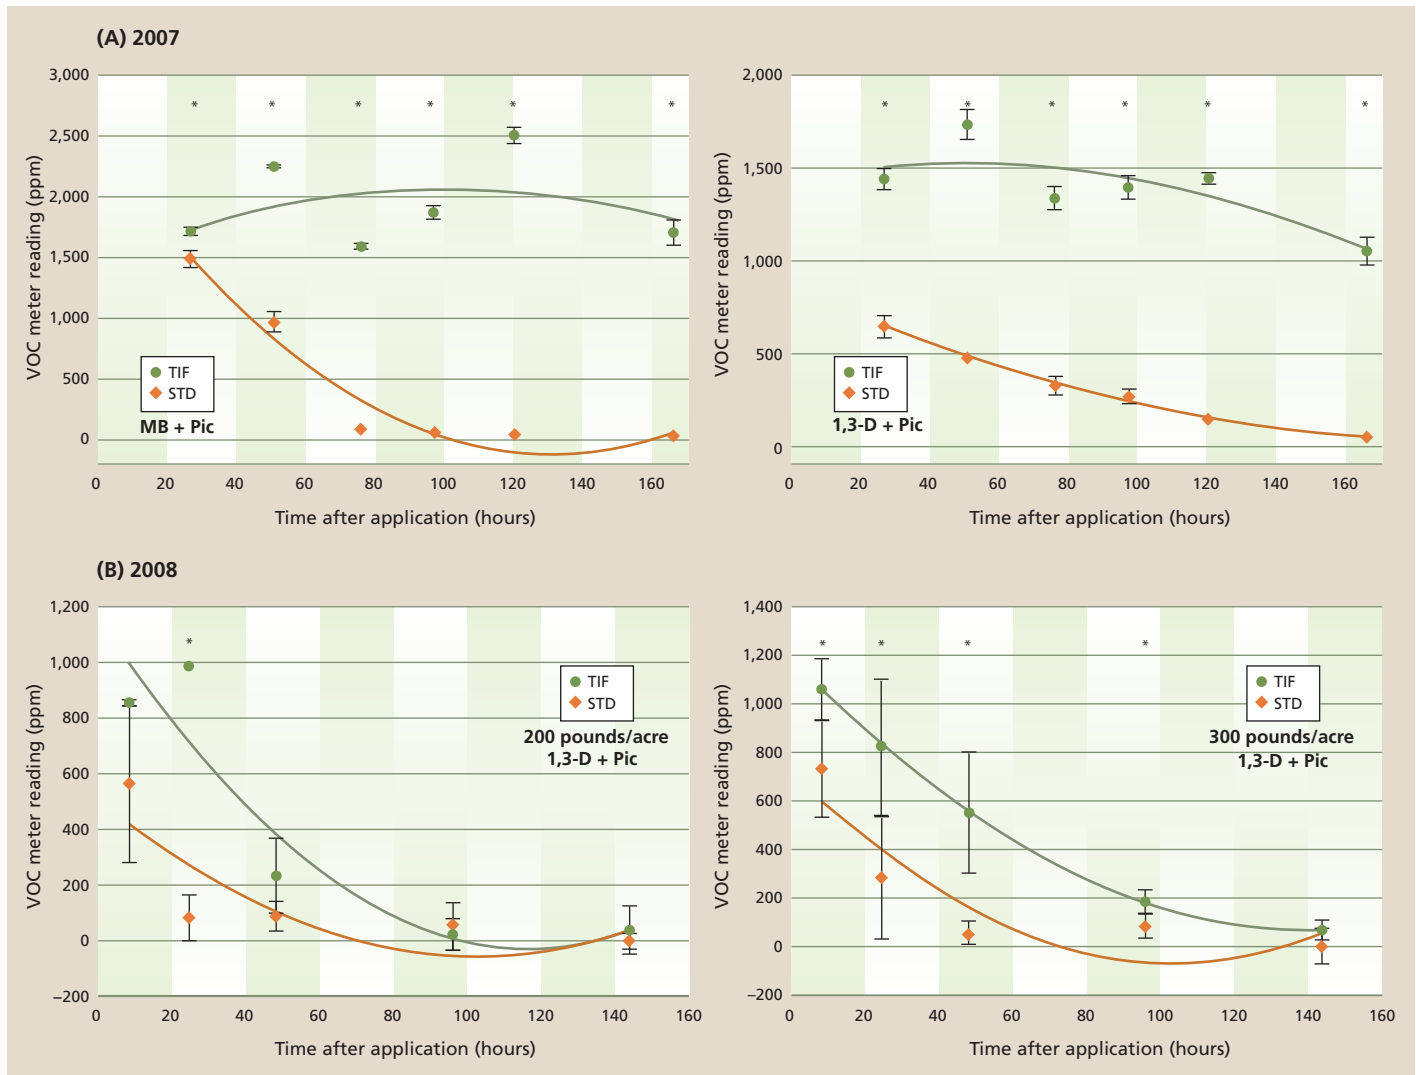 (A) 2007
3,000
2,500
2,000
1,500
1,000
500
0
VOC meter reading (ppm)
* * * * * *
TIF
STD
MB + Pic
0 20 40 60 80 100 120 140 160
Time after application (hours)
2,000
1,500
1,000
500
0
VOC meter reading (ppm)
* * * * * *
TIF
STD
1,3-D + Pic
0 20 40 60 80 100 120 140 160
Time after application (hours)
(B) 2008
1,200
1,000
800
600
400
200
0
–200
VOC meter reading (ppm)
*
TIF
STD
200 pounds/acre
1,3-D + Pic
0 20 40 60 80 100 120 140 160
Time after application (hours)
1,400
1,200
1,000
800
600
400
200
0
–200
VOC meter reading (ppm)
* * * *
TIF
STD
300 pounds/acre
1,3-D + Pic
0 20 40 60 80 100 120 140 160
Time after application (hours)